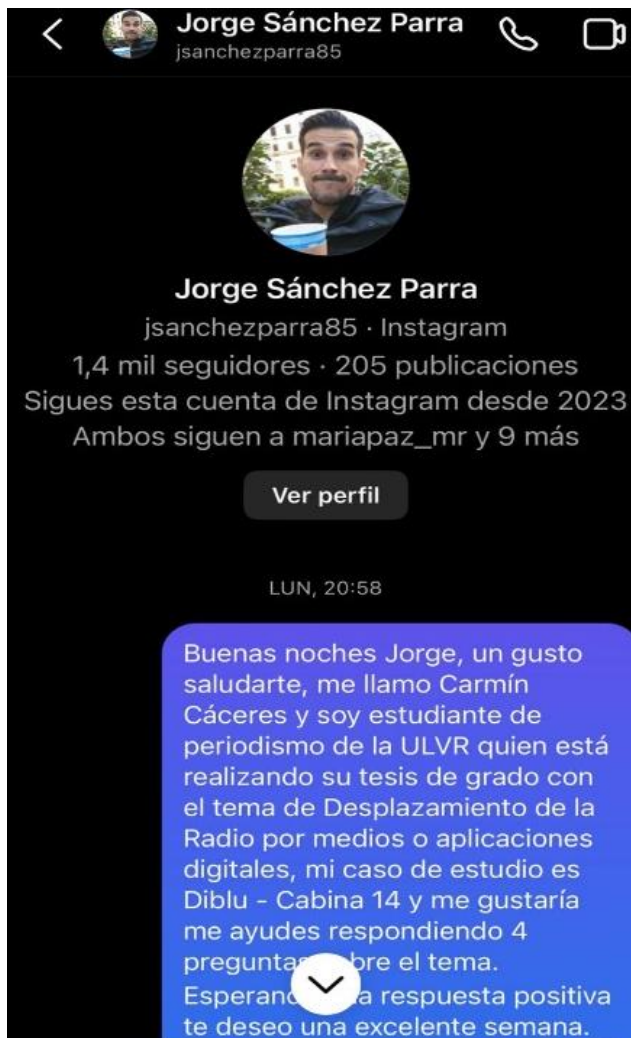 Jorge Sánchez Parra
jsanchezparra85
Jorge Sánchez Parra
jsanchezparra85 · Instagram
1,4 mil seguidores · 205 publicaciones
Sigues esta cuenta de Instagram desde 2023
Ambos siguen a mariapaz_mr y 9 más
Ver perfil
LUN, 20:58
Buenas noches Jorge, un gusto
saludarte, me llamo Carmín
Cáceres y soy estudiante de
periodismo de la ULVR quien está
realizando su tesis de grado con
el tema de Desplazamiento de la
Radio por medios o aplicaciones
digitales, mi caso de estudio es
Diblu - Cabina 14 y me gustaría
me ayudes respondiendo 4
el tema.
respuesta positiva
te deseo una excelente semana.